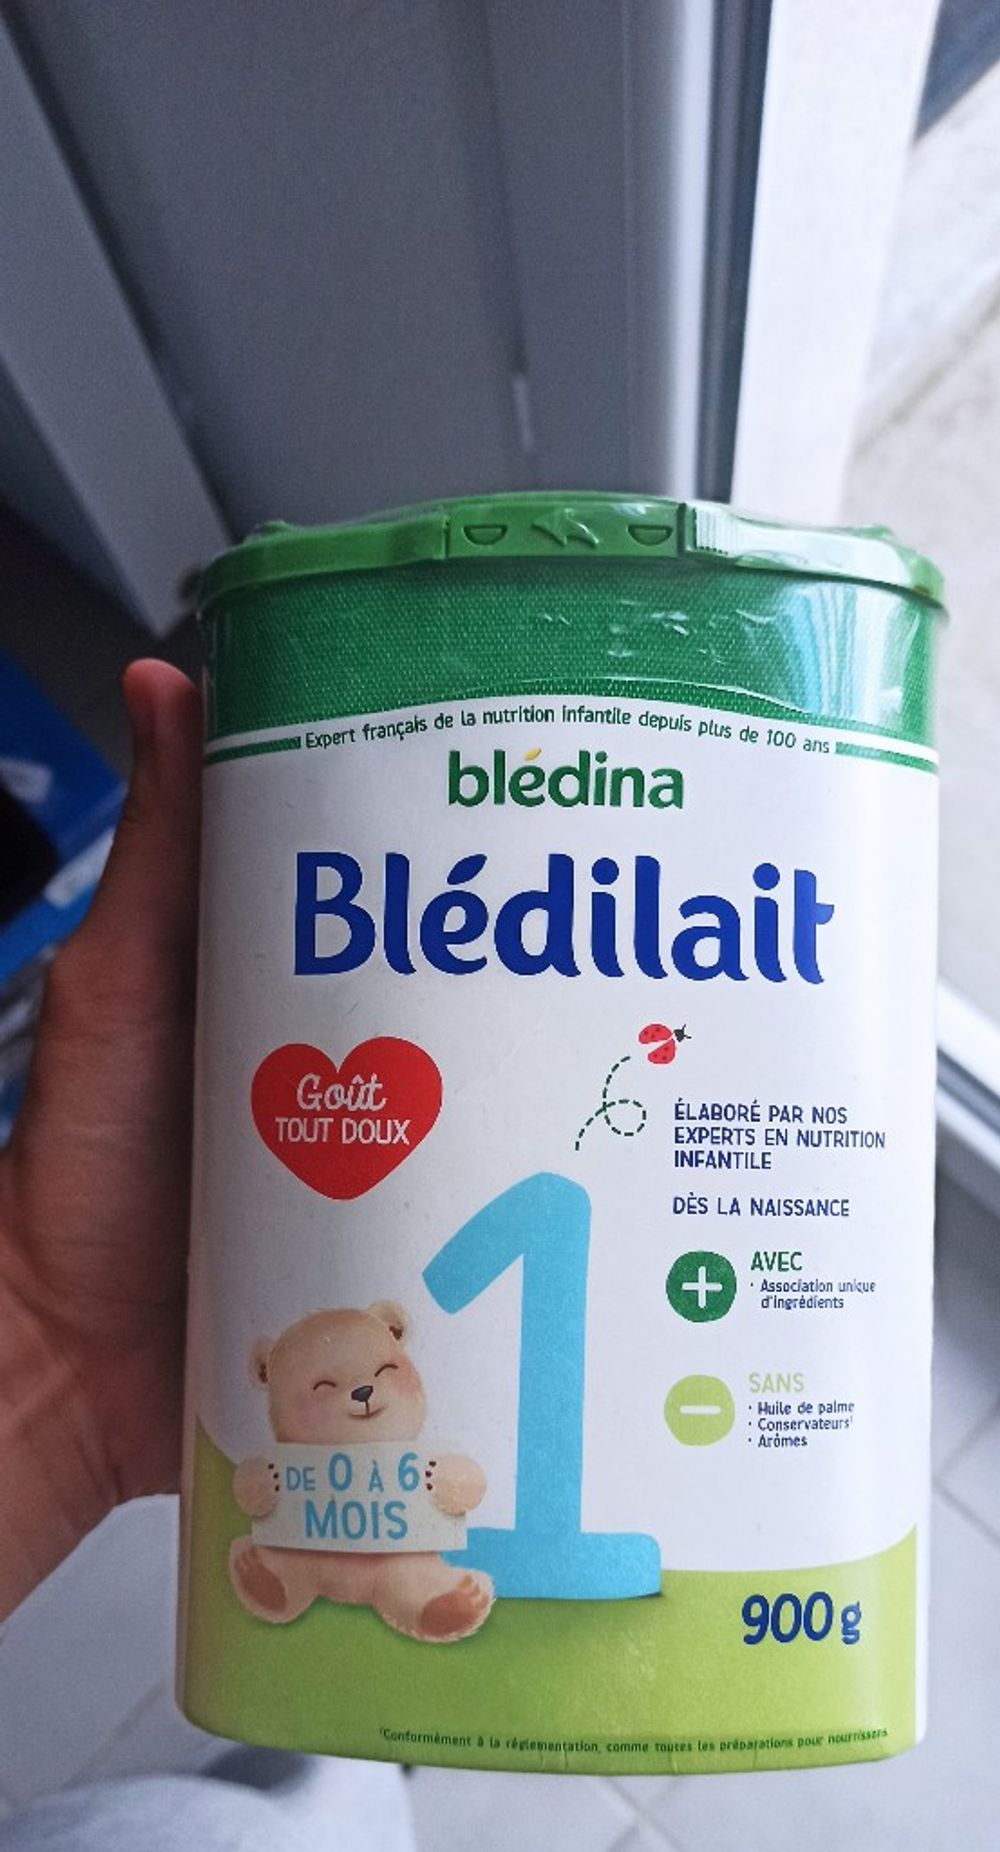 Expert français de la nutrition infantile depuis plus de 100 ans
blédina
Blédilait
Goût
TOUT DOUX
ÉLABORÉ PAR NOS
EXPERTS EN NUTRITION
INFANTILE
DÈS LA NAISSANCE
+
AVEC
· Association unique
d'ingrédients
1
−
SANS
· Huile de palme
· Conservateurs¹
· Arômes
DE 0 À 6
MOIS
900 g
¹Conformément à la réglementation, comme toutes les préparations pour nourrissons